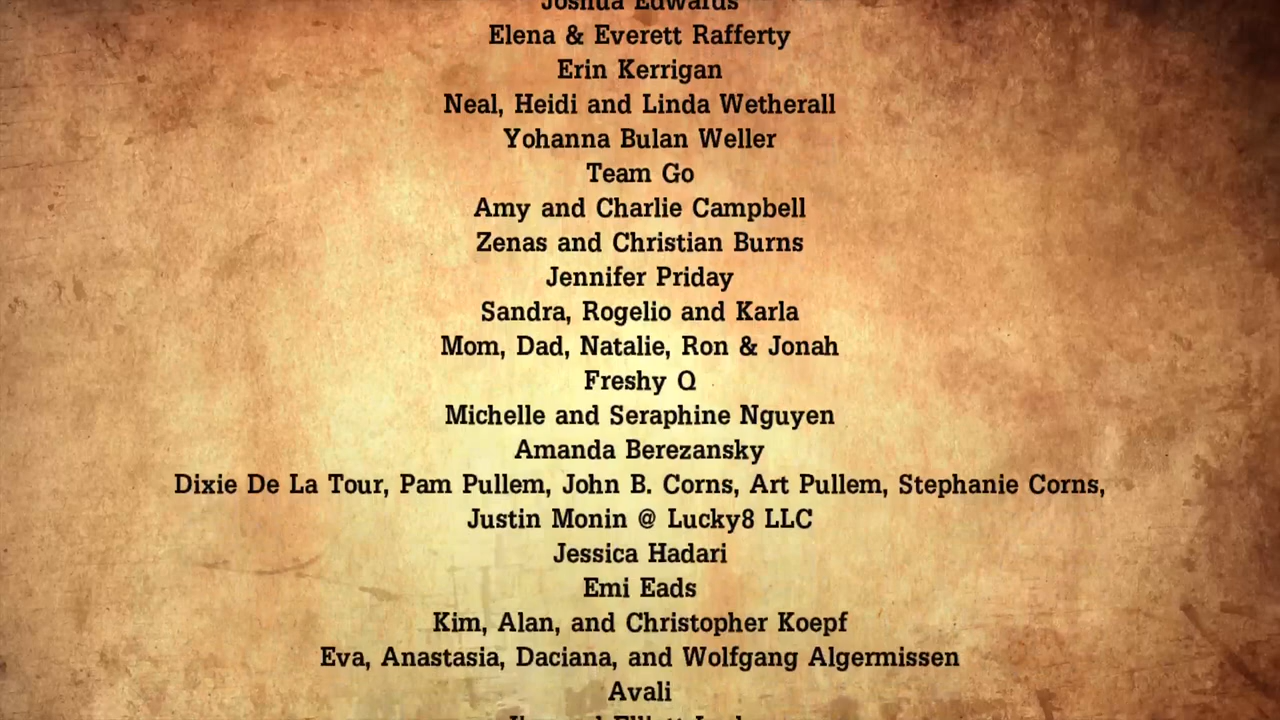 Joshua Edwards
Elena & Everett Rafferty
Erin Kerrigan
Neal, Heidi and Linda Wetherall
Yohanna Bulan Weller
Team Go
Amy and Charlie Campbell
Zenas and Christian Burns
Jennifer Priday
Sandra, Rogelio and Karla
Mom, Dad, Natalie, Ron & Jonah
Freshy Q
Michelle and Seraphine Nguyen
Amanda Berezansky
Dixie De La Tour, Pam Pullem, John B. Corns, Art Pullem, Stephanie Corns,
Justin Monin @ Lucky8 LLC
Jessica Hadari
Emi Eads
Kim, Alan, and Christopher Koepf
Eva, Anastasia, Daciana, and Wolfgang Algermissen
Avali